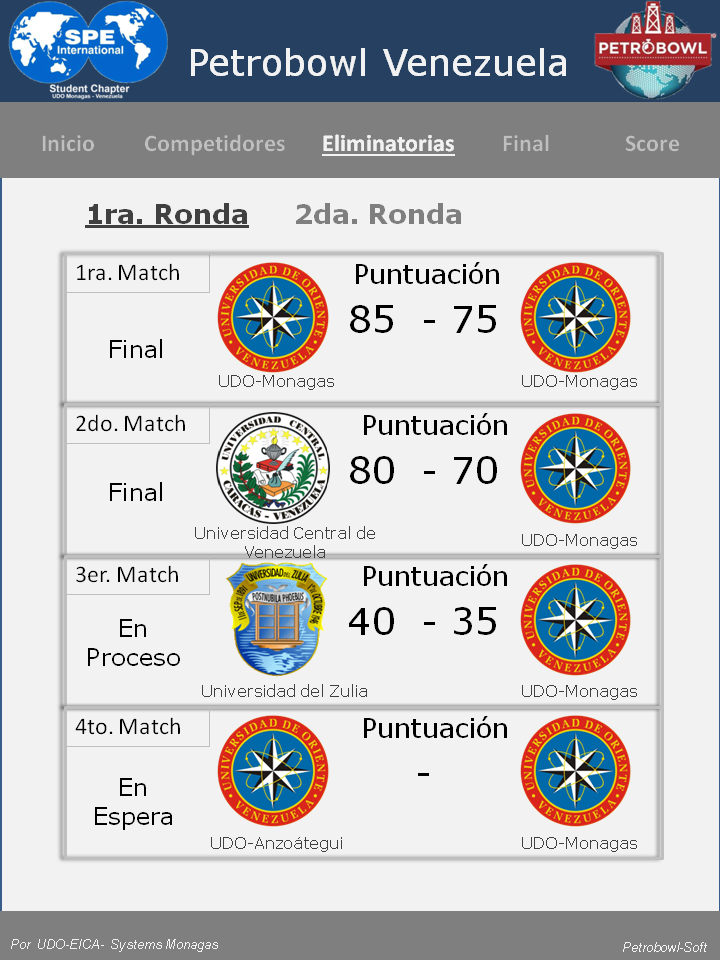 SPE
International
Student Chapter
UDO Monagas - Venezuela
Petrobowl Venezuela
PETROBOWL
Inicio
Competidores
Eliminatorias
Final
Score
1ra. Ronda
2da. Ronda
1ra. Match
Final
UNIVERSIDAD DE ORIENTE
VENEZUELA
UDO-Monagas
Puntuación
85 - 75
UNIVERSIDAD DE ORIENTE
VENEZUELA
UDO-Monagas
2do. Match
Final
UNIVERSIDAD CENTRAL
CARACAS - VENEZUELA
Universidad Central de
Venezuela
Puntuación
80 - 70
UNIVERSIDAD DE ORIENTE
VENEZUELA
UDO-Monagas
3er. Match
En
Proceso
UNIVERSIDAD DEL ZULIA
POSTNUBILA PHOEBUS
Universidad del Zulia
Puntuación
40 - 35
UNIVERSIDAD DE ORIENTE
VENEZUELA
UDO-Monagas
4to. Match
En
Espera
UNIVERSIDAD DE ORIENTE
VENEZUELA
UDO-Anzoátegui
Puntuación
-
UNIVERSIDAD DE ORIENTE
VENEZUELA
UDO-Monagas
Por UDO-EICA- Systems Monagas
Petrobowl-Soft